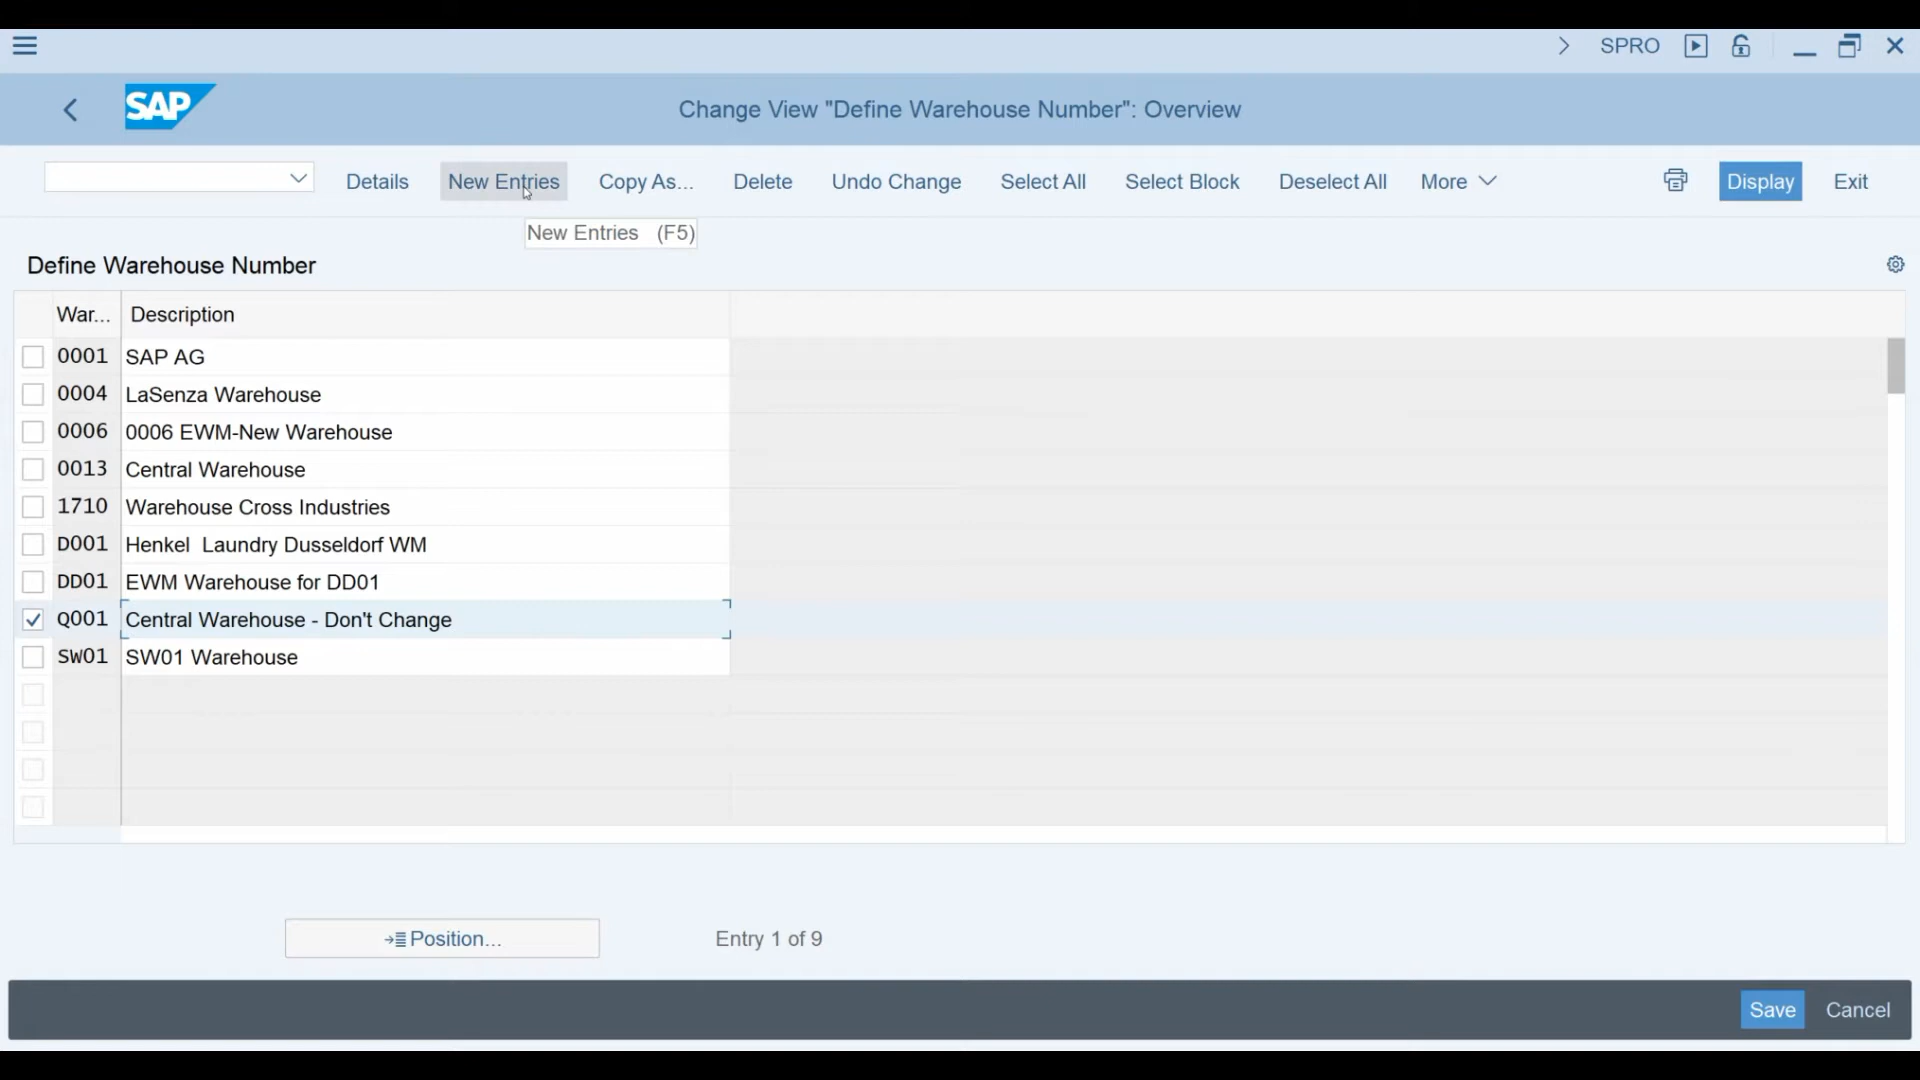 SPRO
SAP
Change View "Define Warehouse Number": Overview
Details
New Entries
Copy As...
Delete
Undo Change
Select All
Select Block
Deselect All
More
Display
Exit
New Entries (F5)
Define Warehouse Number
War... Description
0001 SAP AG
0004 LaSenza Warehouse
0006 0006 EWM-New Warehouse
0013 Central Warehouse
1710 Warehouse Cross Industries
D001 Henkel  Laundry Dusseldorf WM
DD01 EWM Warehouse for DD01
Q001 Central Warehouse - Don't Change
SW01 SW01 Warehouse
Position...
Entry 1 of 9
Save
Cancel